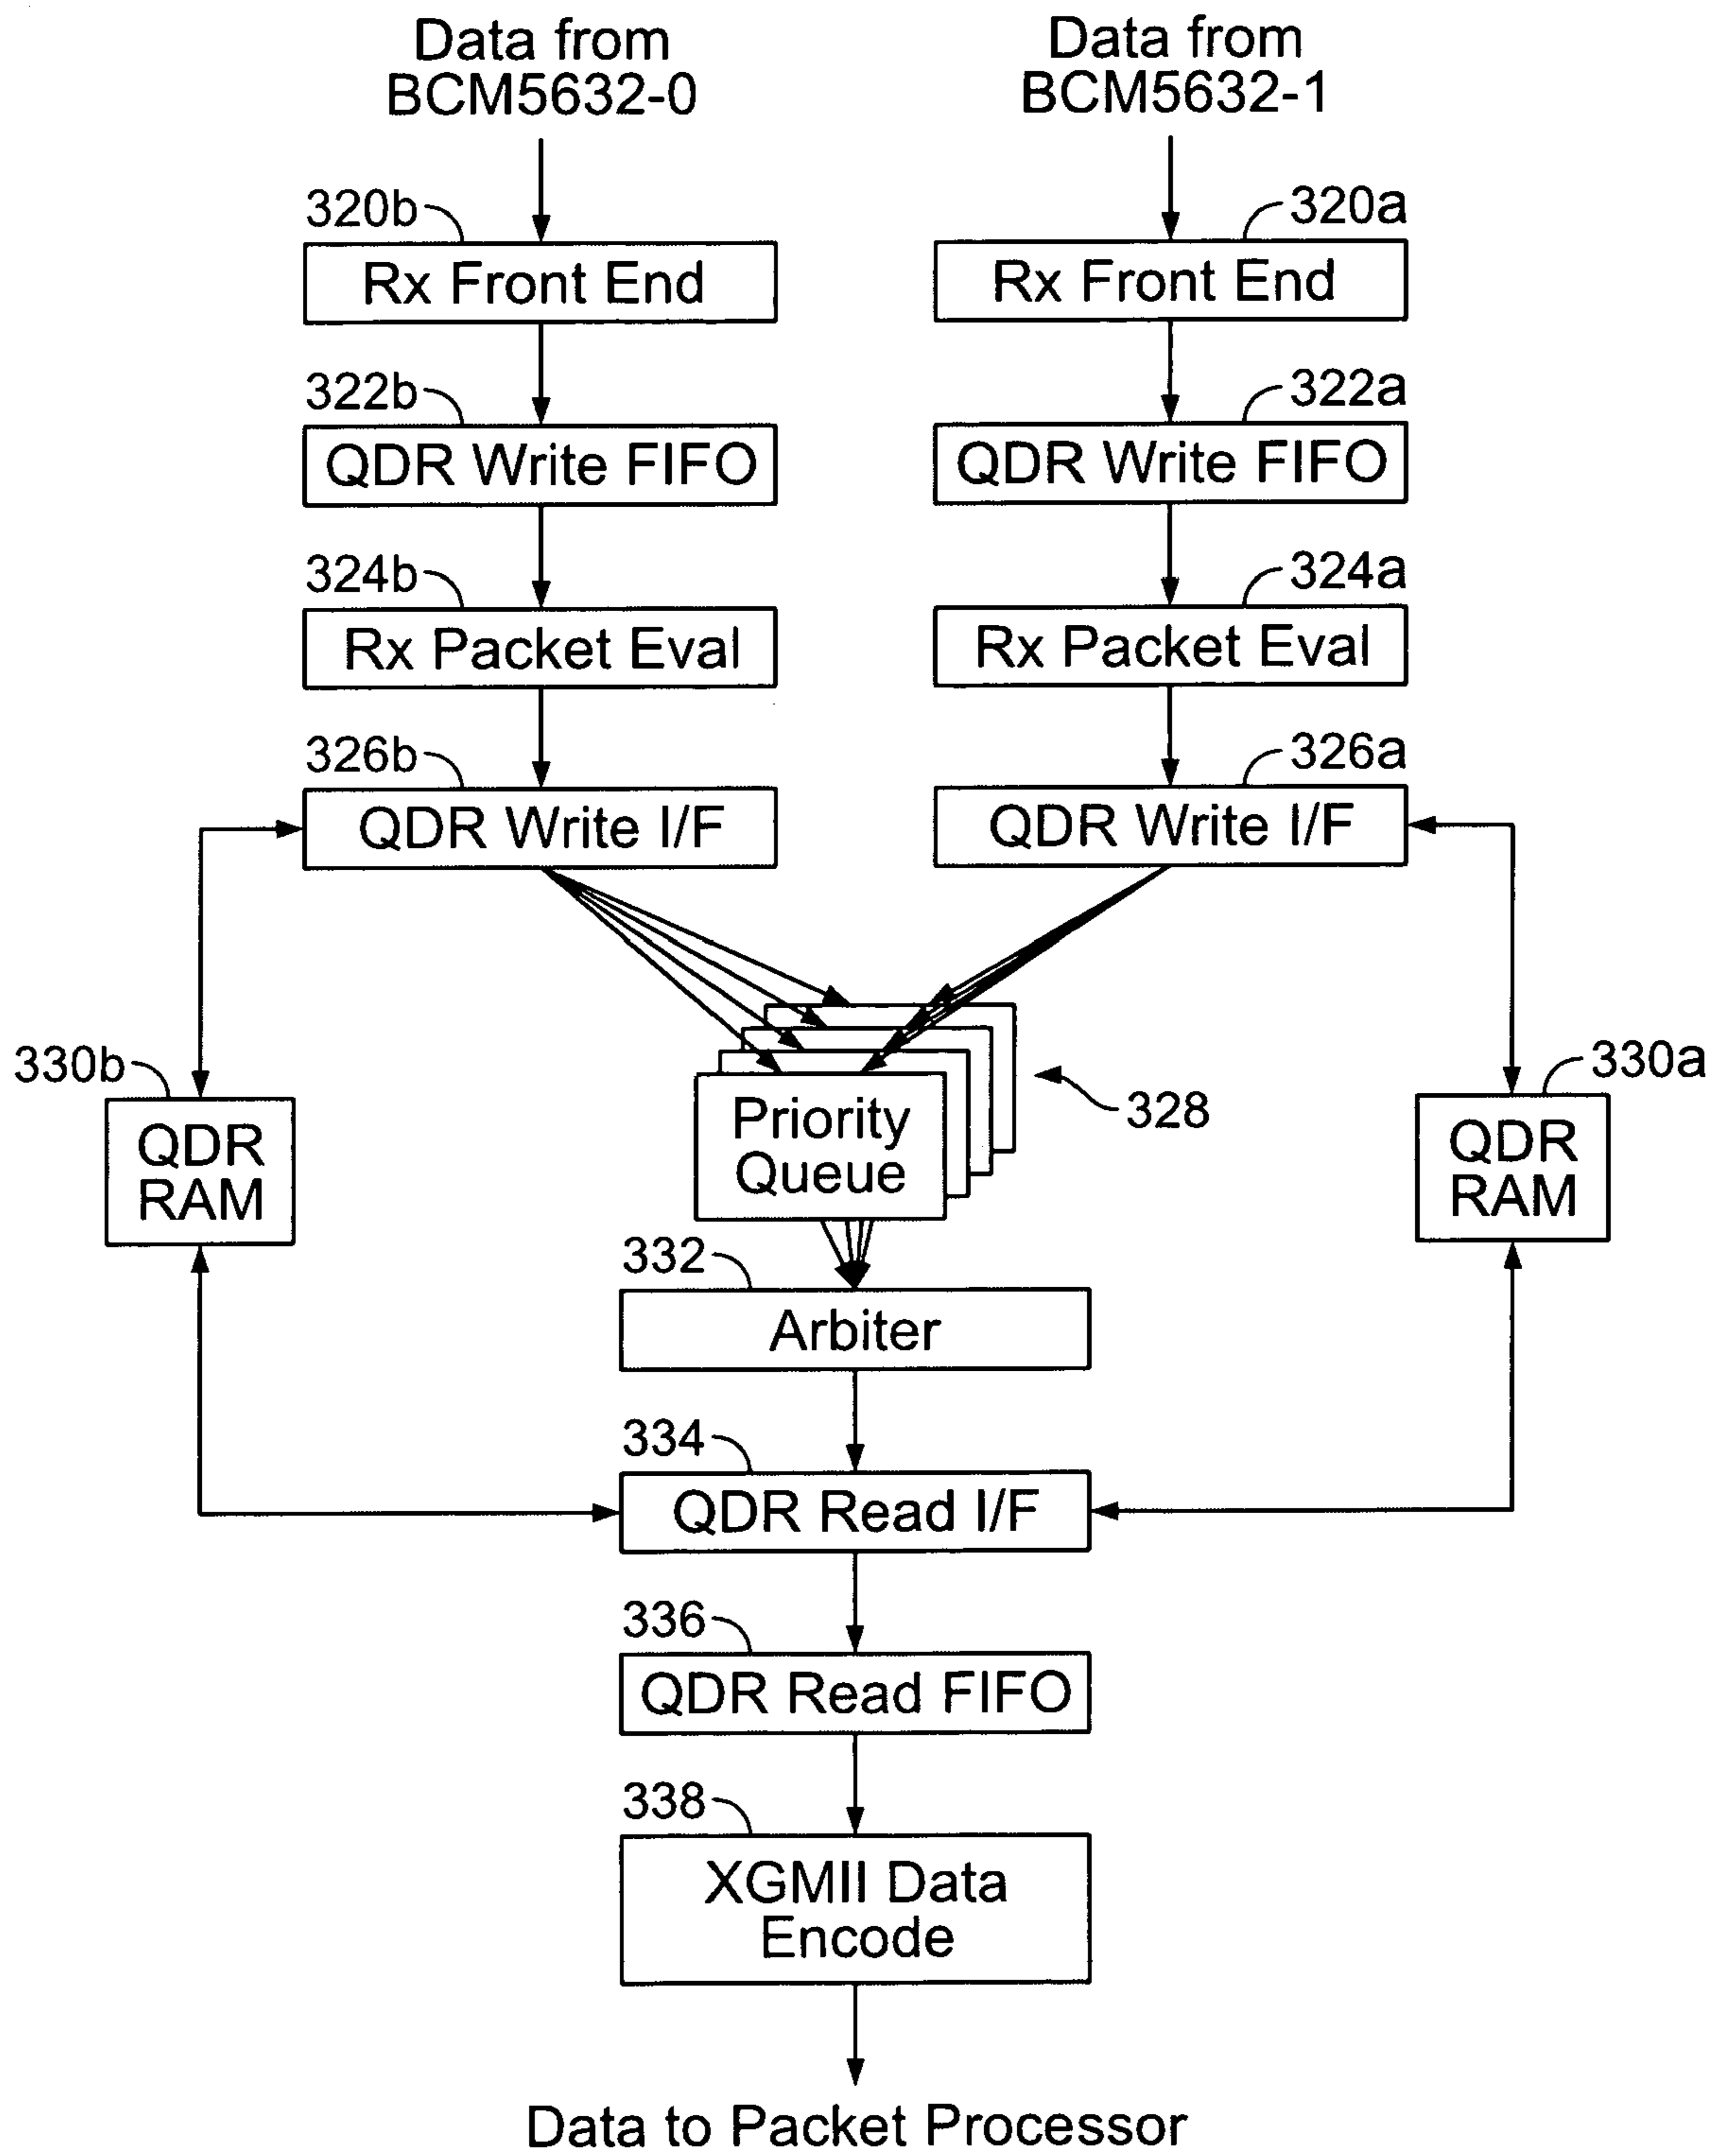 Data from
BCM5632-0
Data from
BCM5632-1
320b
320a
Rx Front End
Rx Front End
322b
322a
QDR Write FIFO
QDR Write FIFO
324b
324a
Rx Packet Eval
Rx Packet Eval
326b
326a
QDR Write I/F
QDR Write I/F
330b
330a
QDR
RAM
Priority
Queue
328
QDR
RAM
332
Arbiter
334
QDR Read I/F
336
QDR Read FIFO
338
XGMII Data
Encode
Data to Packet Processor